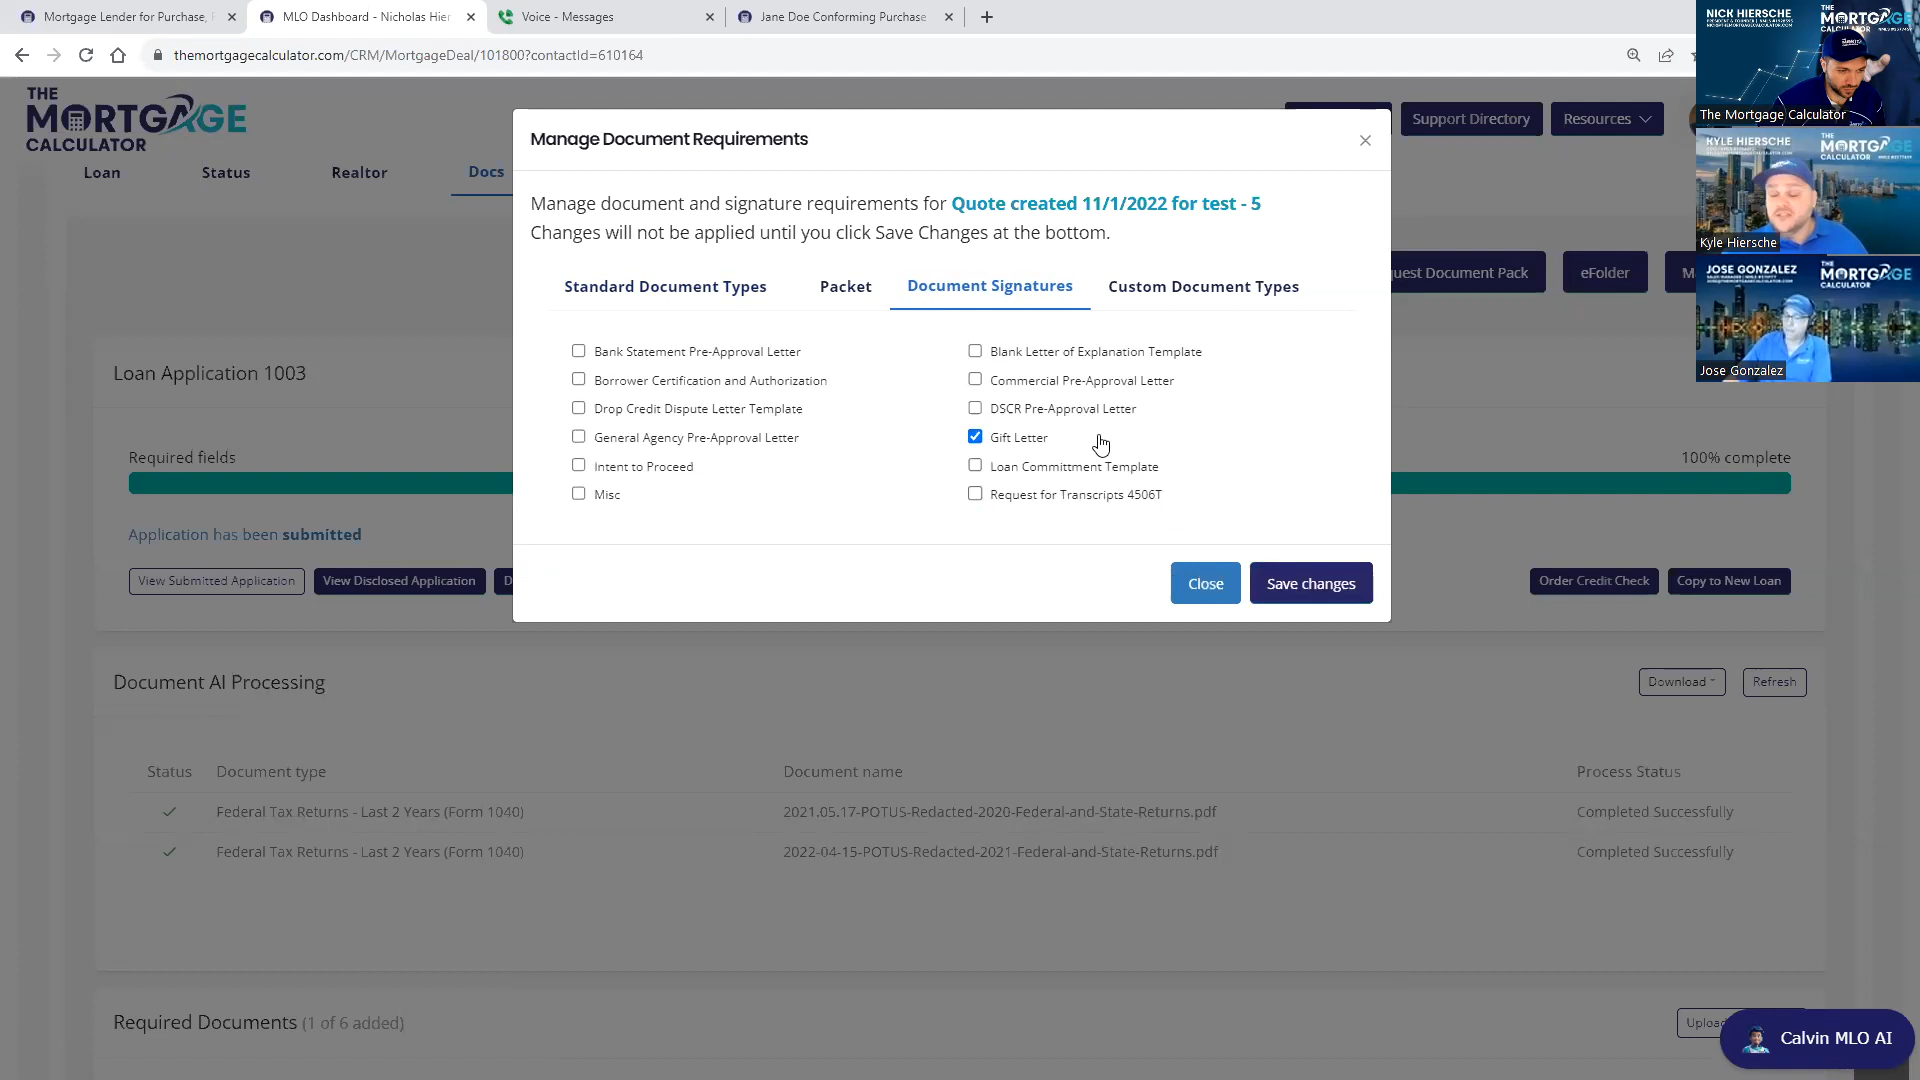 Mortgage Lender for Purchase,
MLO Dashboard - Nicholas Hier
Voice - Messages
Jane Doe Conforming Purchase
themortgagecalculator.com/CRM/MortgageDeal/101800?contactId=610164
THE
MORTGAGE
CALCULATOR
Support Directory
Resources
Loan
Status
Realtor
Docs
Manage Document Requirements
Manage document and signature requirements for Quote created 11/1/2022 for test - 5
Changes will not be applied until you click Save Changes at the bottom.
Standard Document Types
Packet
Document Signatures
Custom Document Types
Bank Statement Pre-Approval Letter
Blank Letter of Explanation Template
Borrower Certification and Authorization
Commercial Pre-Approval Letter
Drop Credit Dispute Letter Template
DSCR Pre-Approval Letter
General Agency Pre-Approval Letter
Gift Letter
Intent to Proceed
Loan Committment Template
Misc
Request for Transcripts 4506T
Close
Save changes
uest Document Pack
eFolder
M
Loan Application 1003
Required fields
100% complete
Application has been submitted
View Submitted Application
View Disclosed Application
D
Order Credit Check
Copy to New Loan
Document AI Processing
Download
Refresh
Status
Document type
Document name
Process Status
Federal Tax Returns - Last 2 Years (Form 1040)
2021.05.17-POTUS-Redacted-2020-Federal-and-State-Returns.pdf
Completed Successfully
Federal Tax Returns - Last 2 Years (Form 1040)
2022-04-15-POTUS-Redacted-2021-Federal-and-State-Returns.pdf
Completed Successfully
Required Documents (1 of 6 added)
Uploa
Calvin MLO AI
NICK HIERSCHE
THE
MORTGAGE
CALCULATOR
The Mortgage Calculator
KYLE HIERSCHE
THE
MORTGAGE
CALCULATOR
Kyle Hiersche
JOSE GONZALEZ
THE
MORTGAGE
CALCULATOR
Jose Gonzalez